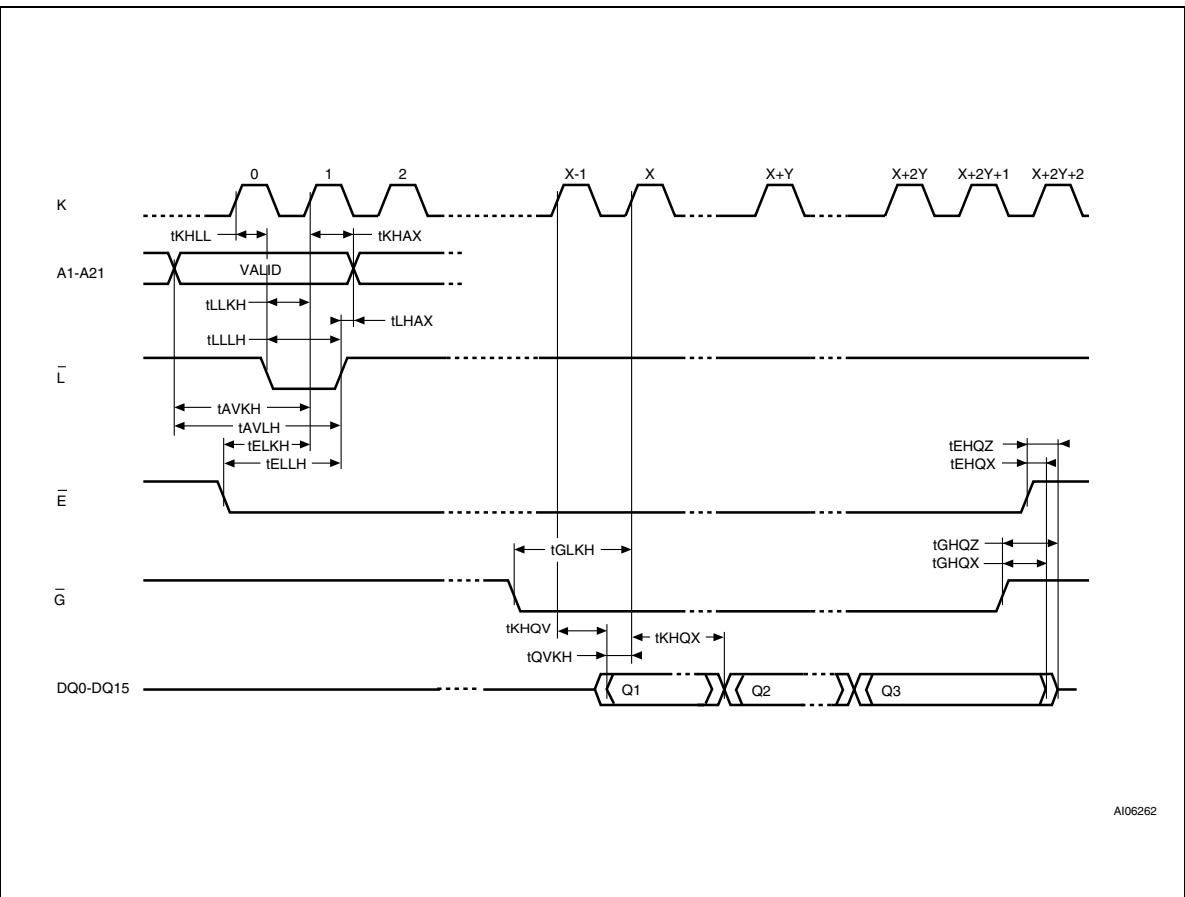 0 1 2 X-1 X X+Y X+2Y X+2Y+1 X+2Y+2
K
tKHLL tKHAX
A1-A21 VALID
tLLKH
tLHAX
tLLLH
L̅
tAVKH
tAVLH
tELKH tEHQZ
tELLH tEHQX
E̅
tGLKH tGHQZ
tGHQX
G̅
tKHQV tKHQX
tQVKH
DQ0-DQ15 Q1 Q2 Q3
AI06262